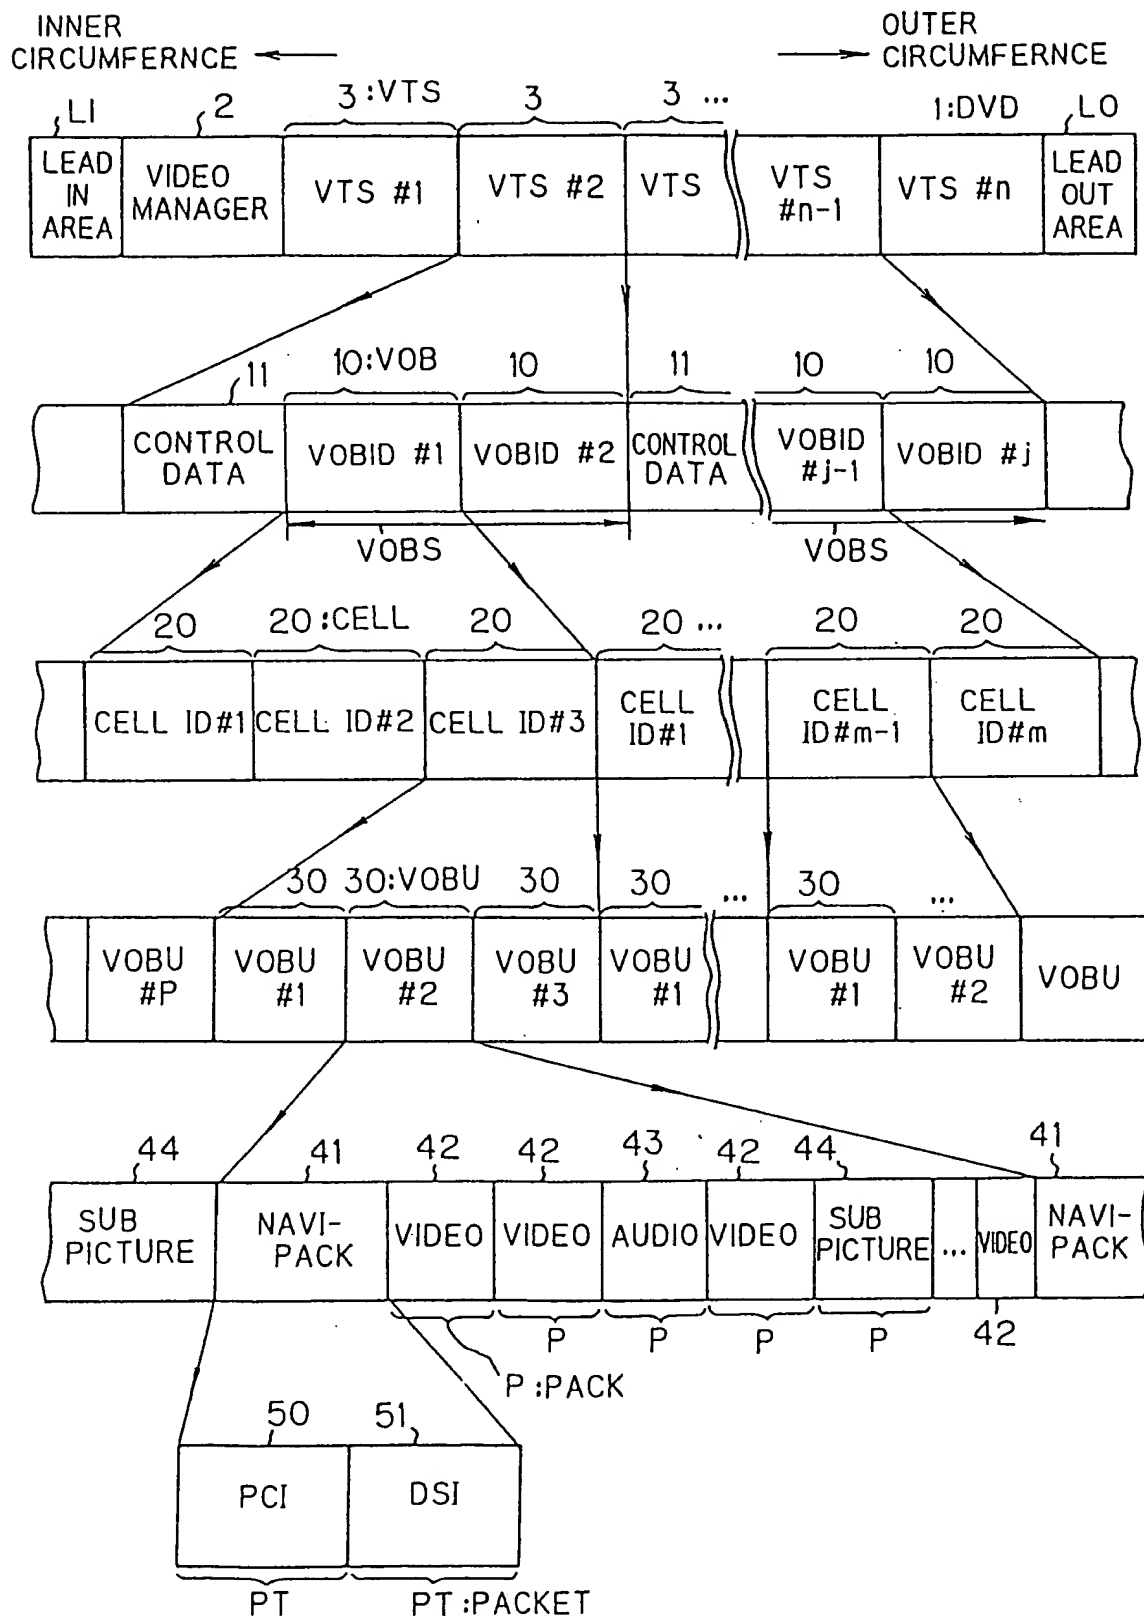 INNER
CIRCUMFERNCE
OUTER
CIRCUMFERENCE
LI
2
3:VTS
3
3 ...
1:DVD
LO
LEAD
IN
AREA
VIDEO
MANAGER
VTS #1
VTS #2
VTS
VTS
#n-1
VTS #n
LEAD
OUT
AREA
11
10:VOB
10
11
10
10
CONTROL
DATA
VOBID #1
VOBID #2
CONTROL
DATA
VOBID
#j-1
VOBID #j
VOBS
VOBS
20
20:CELL
20
20 ...
20
20
CELL ID#1
CELL ID#2
CELL ID#3
CELL
ID#1
CELL
ID#m-1
CELL
ID#m
30
30:VOBU
30
30
...
30
...
VOBU
#P
VOBU
#1
VOBU
#2
VOBU
#3
VOBU
#1
VOBU
#1
VOBU
#2
VOBU
44
41
42
42
43
42
44
41
SUB
PICTURE
NAVI-
PACK
VIDEO
VIDEO
AUDIO
VIDEO
SUB
PICTURE
...
VIDEO
NAVI-
PACK
P
P
P
P
42
P:PACK
50
51
PCI
DSI
PT
PT:PACKET